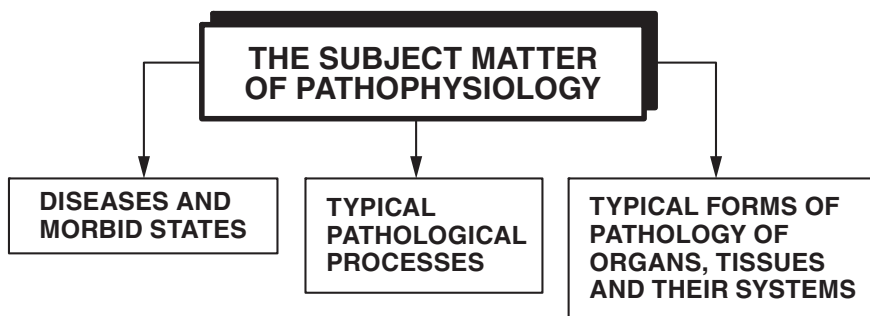 THE SUBJECT MATTER
OF PATHOPHYSIOLOGY
DISEASES AND
MORBID STATES
TYPICAL
PATHOLOGICAL
PROCESSES
TYPICAL FORMS OF
PATHOLOGY OF
ORGANS, TISSUES
AND THEIR SYSTEMS